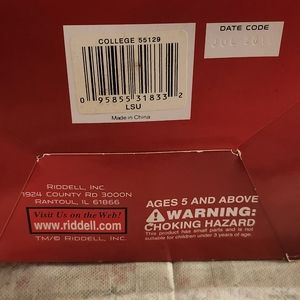 COLLEGE 55129
0 95855 31833 2
LSU
Made in China
DATE CODE
RIDDELL, INC.
1924 COUNTY RD 3000N
RANTOUL, IL 61866
Visit Us on the Web!
www.riddell.com
TM/© RIDDELL, INC.
AGES 5 AND ABOVE
WARNING:
CHOKING HAZARD
This product has small parts and is not
suitable for children under 3 years of age.